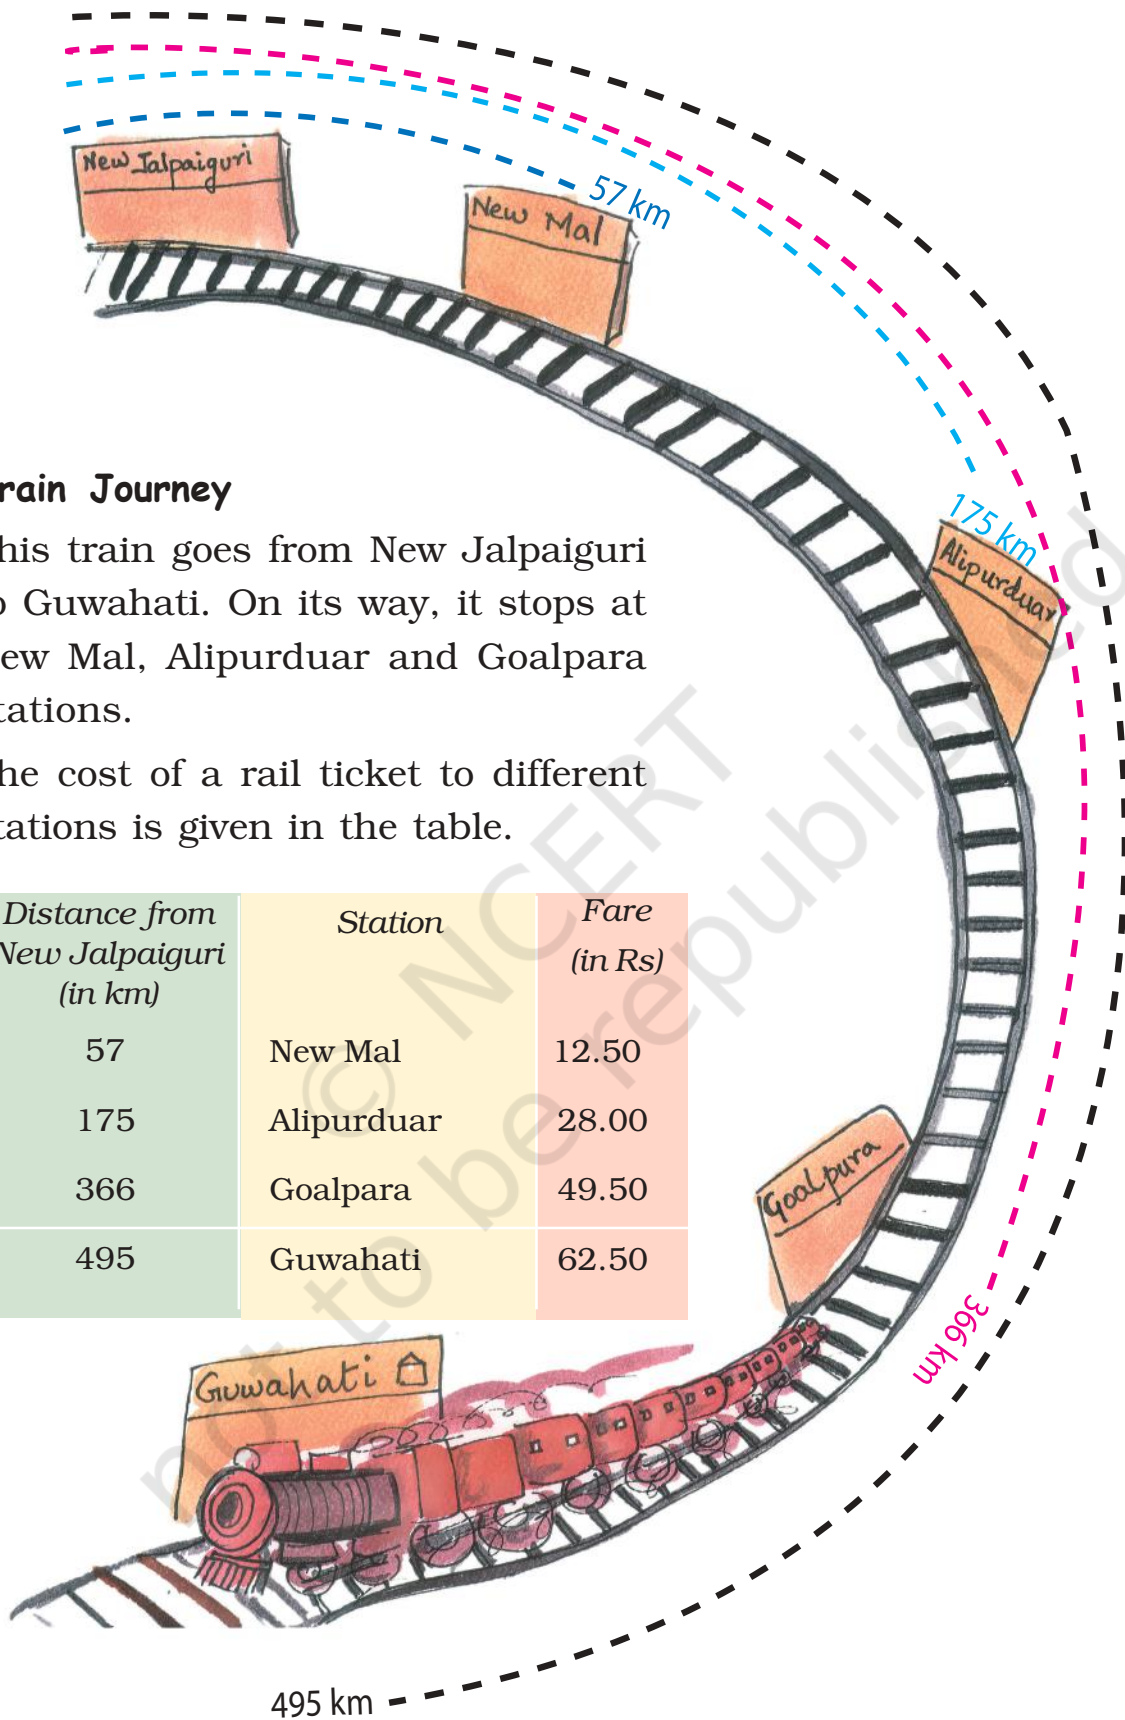 New Jalpaiguri
57 km
New Mal
175 km
Alipurduar
rain Journey
his train goes from New Jalpaiguri
o Guwahati. On its way, it stops at
ew Mal, Alipurduar and Goalpara
tations.
he cost of a rail ticket to different
tations is given in the table.
Distance from New Jalpaiguri (in km) Station Fare (in Rs)
57 New Mal 12.50
175 Alipurduar 28.00
366 Goalpara 49.50
495 Guwahati 62.50
Goalpura
366 km
Guwahati
495 km
© NCERT
not to be republished